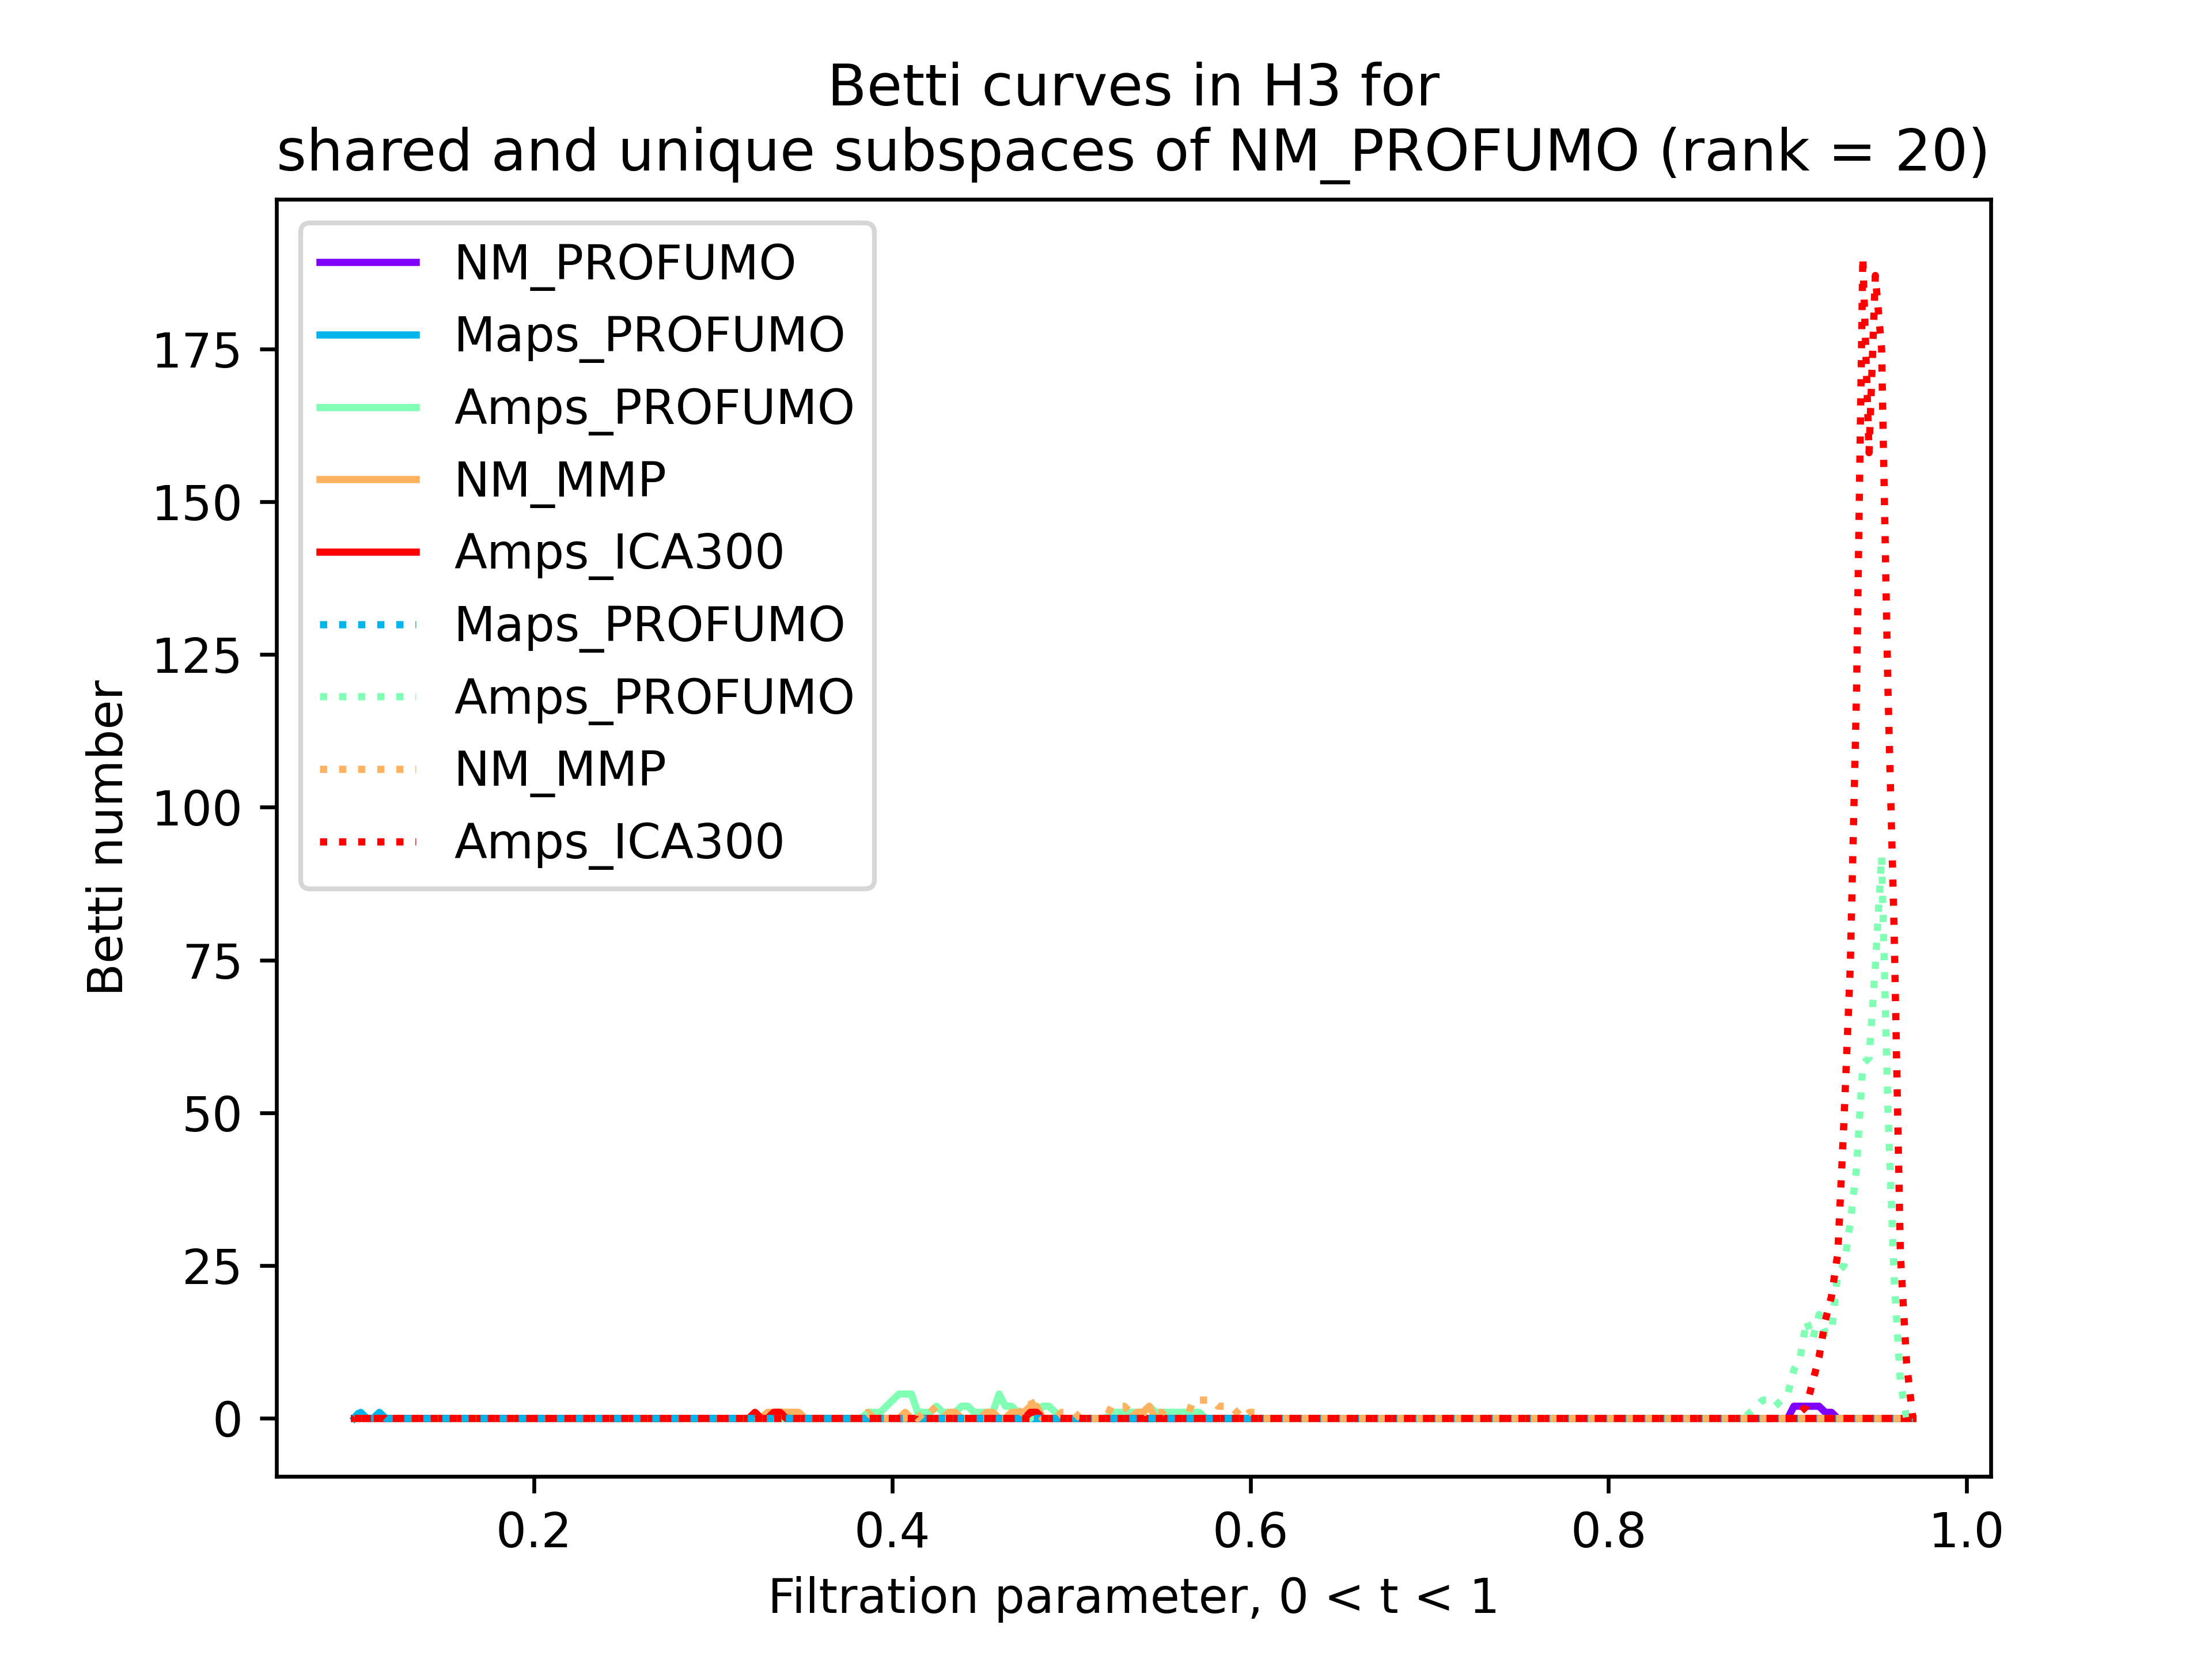 Betti curves in H3 for
shared and unique subspaces of NM_PROFUMO (rank = 20)
NM_PROFUMO
Maps_PROFUMO
Amps_PROFUMO
NM_MMP
Amps_ICA300
Maps_PROFUMO
Amps_PROFUMO
NM_MMP
Amps_ICA300
Betti number
175
150
125
100
75
50
25
0
0.2 0.4 0.6 0.8 1.0
Filtration parameter, 0 < t < 1